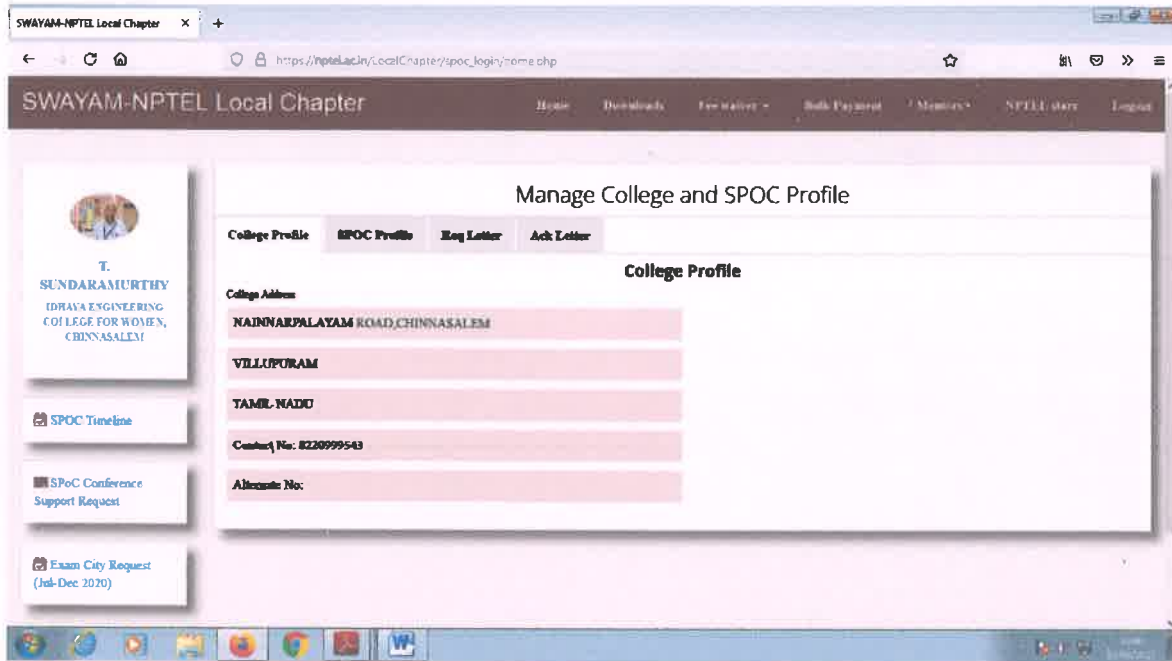 SWAYAM-NPTEL Local Chapter
https://nptel.ac.in/LocalChapter/spoc_login/home.php
SWAYAM-NPTEL Local Chapter
Home Downloads Fee waiver Bulk Payment Mentors NPTEL stars Logout
T.
SUNDARAMURTHY
IDHAYA ENGINEERING
COLLEGE FOR WOMEN,
CHINNASALEM
SPOC Timeline
SPoC Conference
Support Request
Exam City Request
(Jul-Dec 2020)
Manage College and SPOC Profile
College Profile SPOC Profile Req Letter Ack Letter
College Profile
College Address
NAINNARPALAYAM ROAD,CHINNASALEM
VILLUPURAM
TAMIL NADU
Contact No: 8220999543
Alternate No: